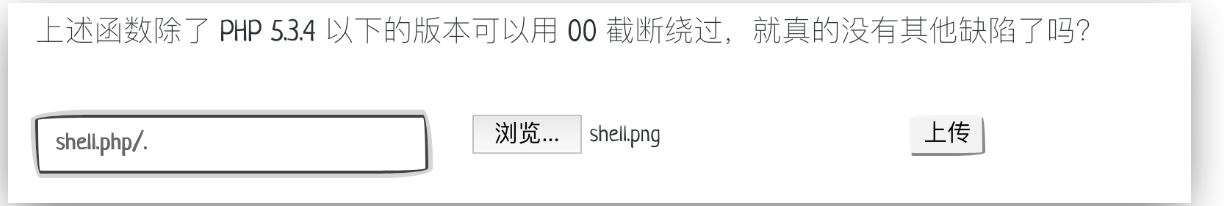 上述函数除了 PHP 5.3.4 以下的版本可以用 00 截断绕过，就真的没有其他缺陷了吗？
shell.php/. 浏览... shell.png 上传